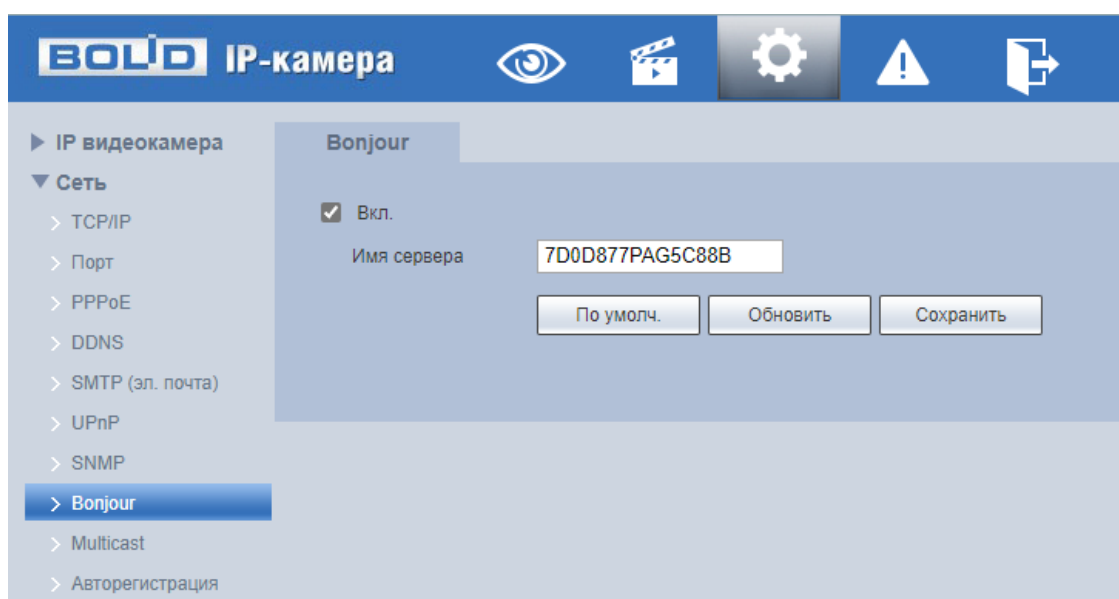 BOLID IP-камера
IP видеокамера
Сеть
TCP/IP
Порт
PPPoE
DDNS
SMTP (эл. почта)
UPnP
SNMP
Bonjour
Multicast
Авторегистрация
Bonjour
Вкл.
Имя сервера 7D0D877PAG5C88B
По умолч. Обновить Сохранить